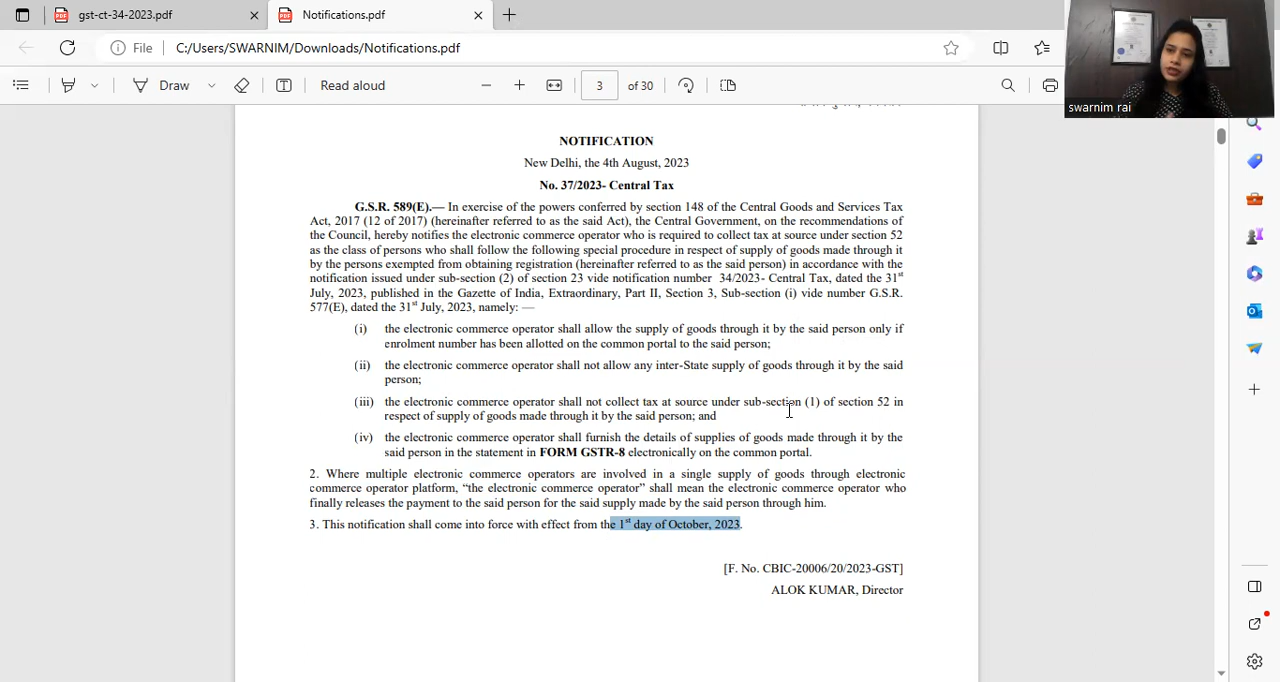 gst-ct-34-2023.pdf
Notifications.pdf
File C:/Users/SWARNIM/Downloads/Notifications.pdf
Draw
Read aloud
3 of 30
swarnim rai
NOTIFICATION
New Delhi, the 4th August, 2023
No. 37/2023- Central Tax
G.S.R. 589(E).— In exercise of the powers conferred by section 148 of the Central Goods and Services Tax
Act, 2017 (12 of 2017) (hereinafter referred to as the said Act), the Central Government, on the recommendations of
the Council, hereby notifies the electronic commerce operator who is required to collect tax at source under section 52
as the class of persons who shall follow the following special procedure in respect of supply of goods made through it
by the persons exempted from obtaining registration (hereinafter referred to as the said person) in accordance with the
notification issued under sub-section (2) of section 23 vide notification number 34/2023- Central Tax, dated the 31st
July, 2023, published in the Gazette of India, Extraordinary, Part II, Section 3, Sub-section (i) vide number G.S.R.
577(E), dated the 31st July, 2023, namely: —
(i) the electronic commerce operator shall allow the supply of goods through it by the said person only if
enrolment number has been allotted on the common portal to the said person;
(ii) the electronic commerce operator shall not allow any inter-State supply of goods through it by the said
person;
(iii) the electronic commerce operator shall not collect tax at source under sub-section (1) of section 52 in
respect of supply of goods made through it by the said person; and
(iv) the electronic commerce operator shall furnish the details of supplies of goods made through it by the
said person in the statement in FORM GSTR-8 electronically on the common portal.
2. Where multiple electronic commerce operators are involved in a single supply of goods through electronic
commerce operator platform, “the electronic commerce operator” shall mean the electronic commerce operator who
finally releases the payment to the said person for the said supply made by the said person through him.
3. This notification shall come into force with effect from the 1st day of October, 2023.
[F. No. CBIC-20006/20/2023-GST]
ALOK KUMAR, Director